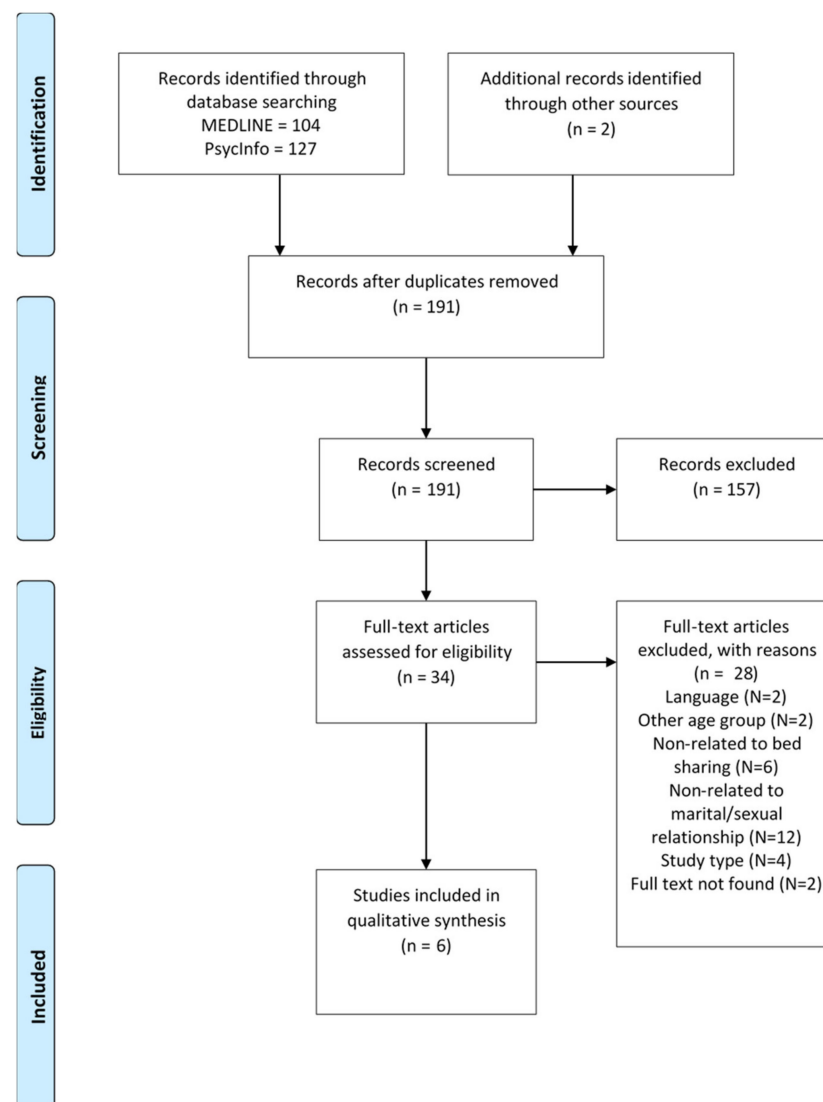 Identification
Records identified through
database searching
MEDLINE = 104
PsycInfo = 127
Additional records identified
through other sources
(n = 2)
Records after duplicates removed
(n = 191)
Screening
Records screened
(n = 191)
Records excluded
(n = 157)
Eligibility
Full-text articles
assessed for eligibility
(n = 34)
Full-text articles
excluded, with reasons
(n = 28)
Language (N=2)
Other age group (N=2)
Non-related to bed
sharing (N=6)
Non-related to
marital/sexual
relationship (N=12)
Study type (N=4)
Full text not found (N=2)
Included
Studies included in
qualitative synthesis
(n = 6)